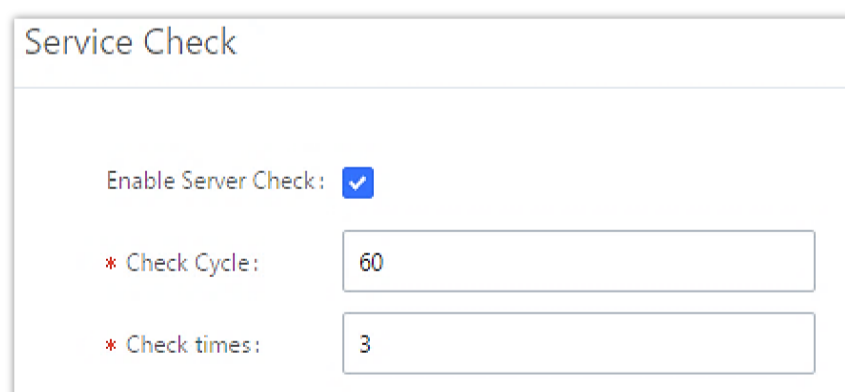 Service Check
Enable Server Check:
* Check Cycle: 60
* Check times: 3